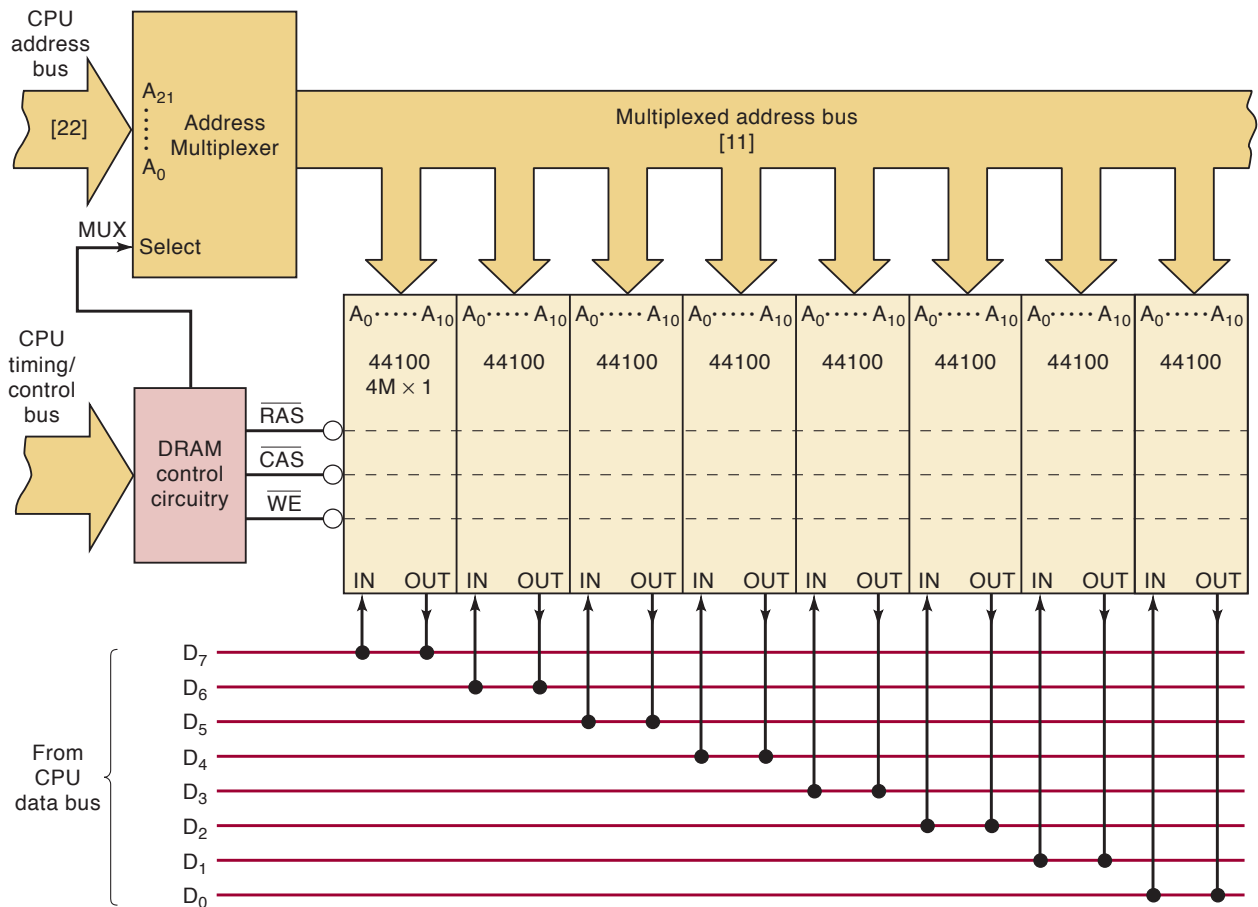 CPU
address
bus
[22]
A21
A0
Address
Multiplexer
MUX
Select
Multiplexed address bus
[11]
CPU
timing/
control
bus
DRAM
control
circuitry
RAS
CAS
WE
A0·····A10 A0·····A10 A0·····A10 A0·····A10 A0·····A10 A0·····A10 A0·····A10 A0·····A10
44100 44100 44100 44100 44100 44100 44100 44100
4M × 1
IN OUT IN OUT IN OUT IN OUT IN OUT IN OUT IN OUT IN OUT
From
CPU
data bus
D7
D6
D5
D4
D3
D2
D1
D0